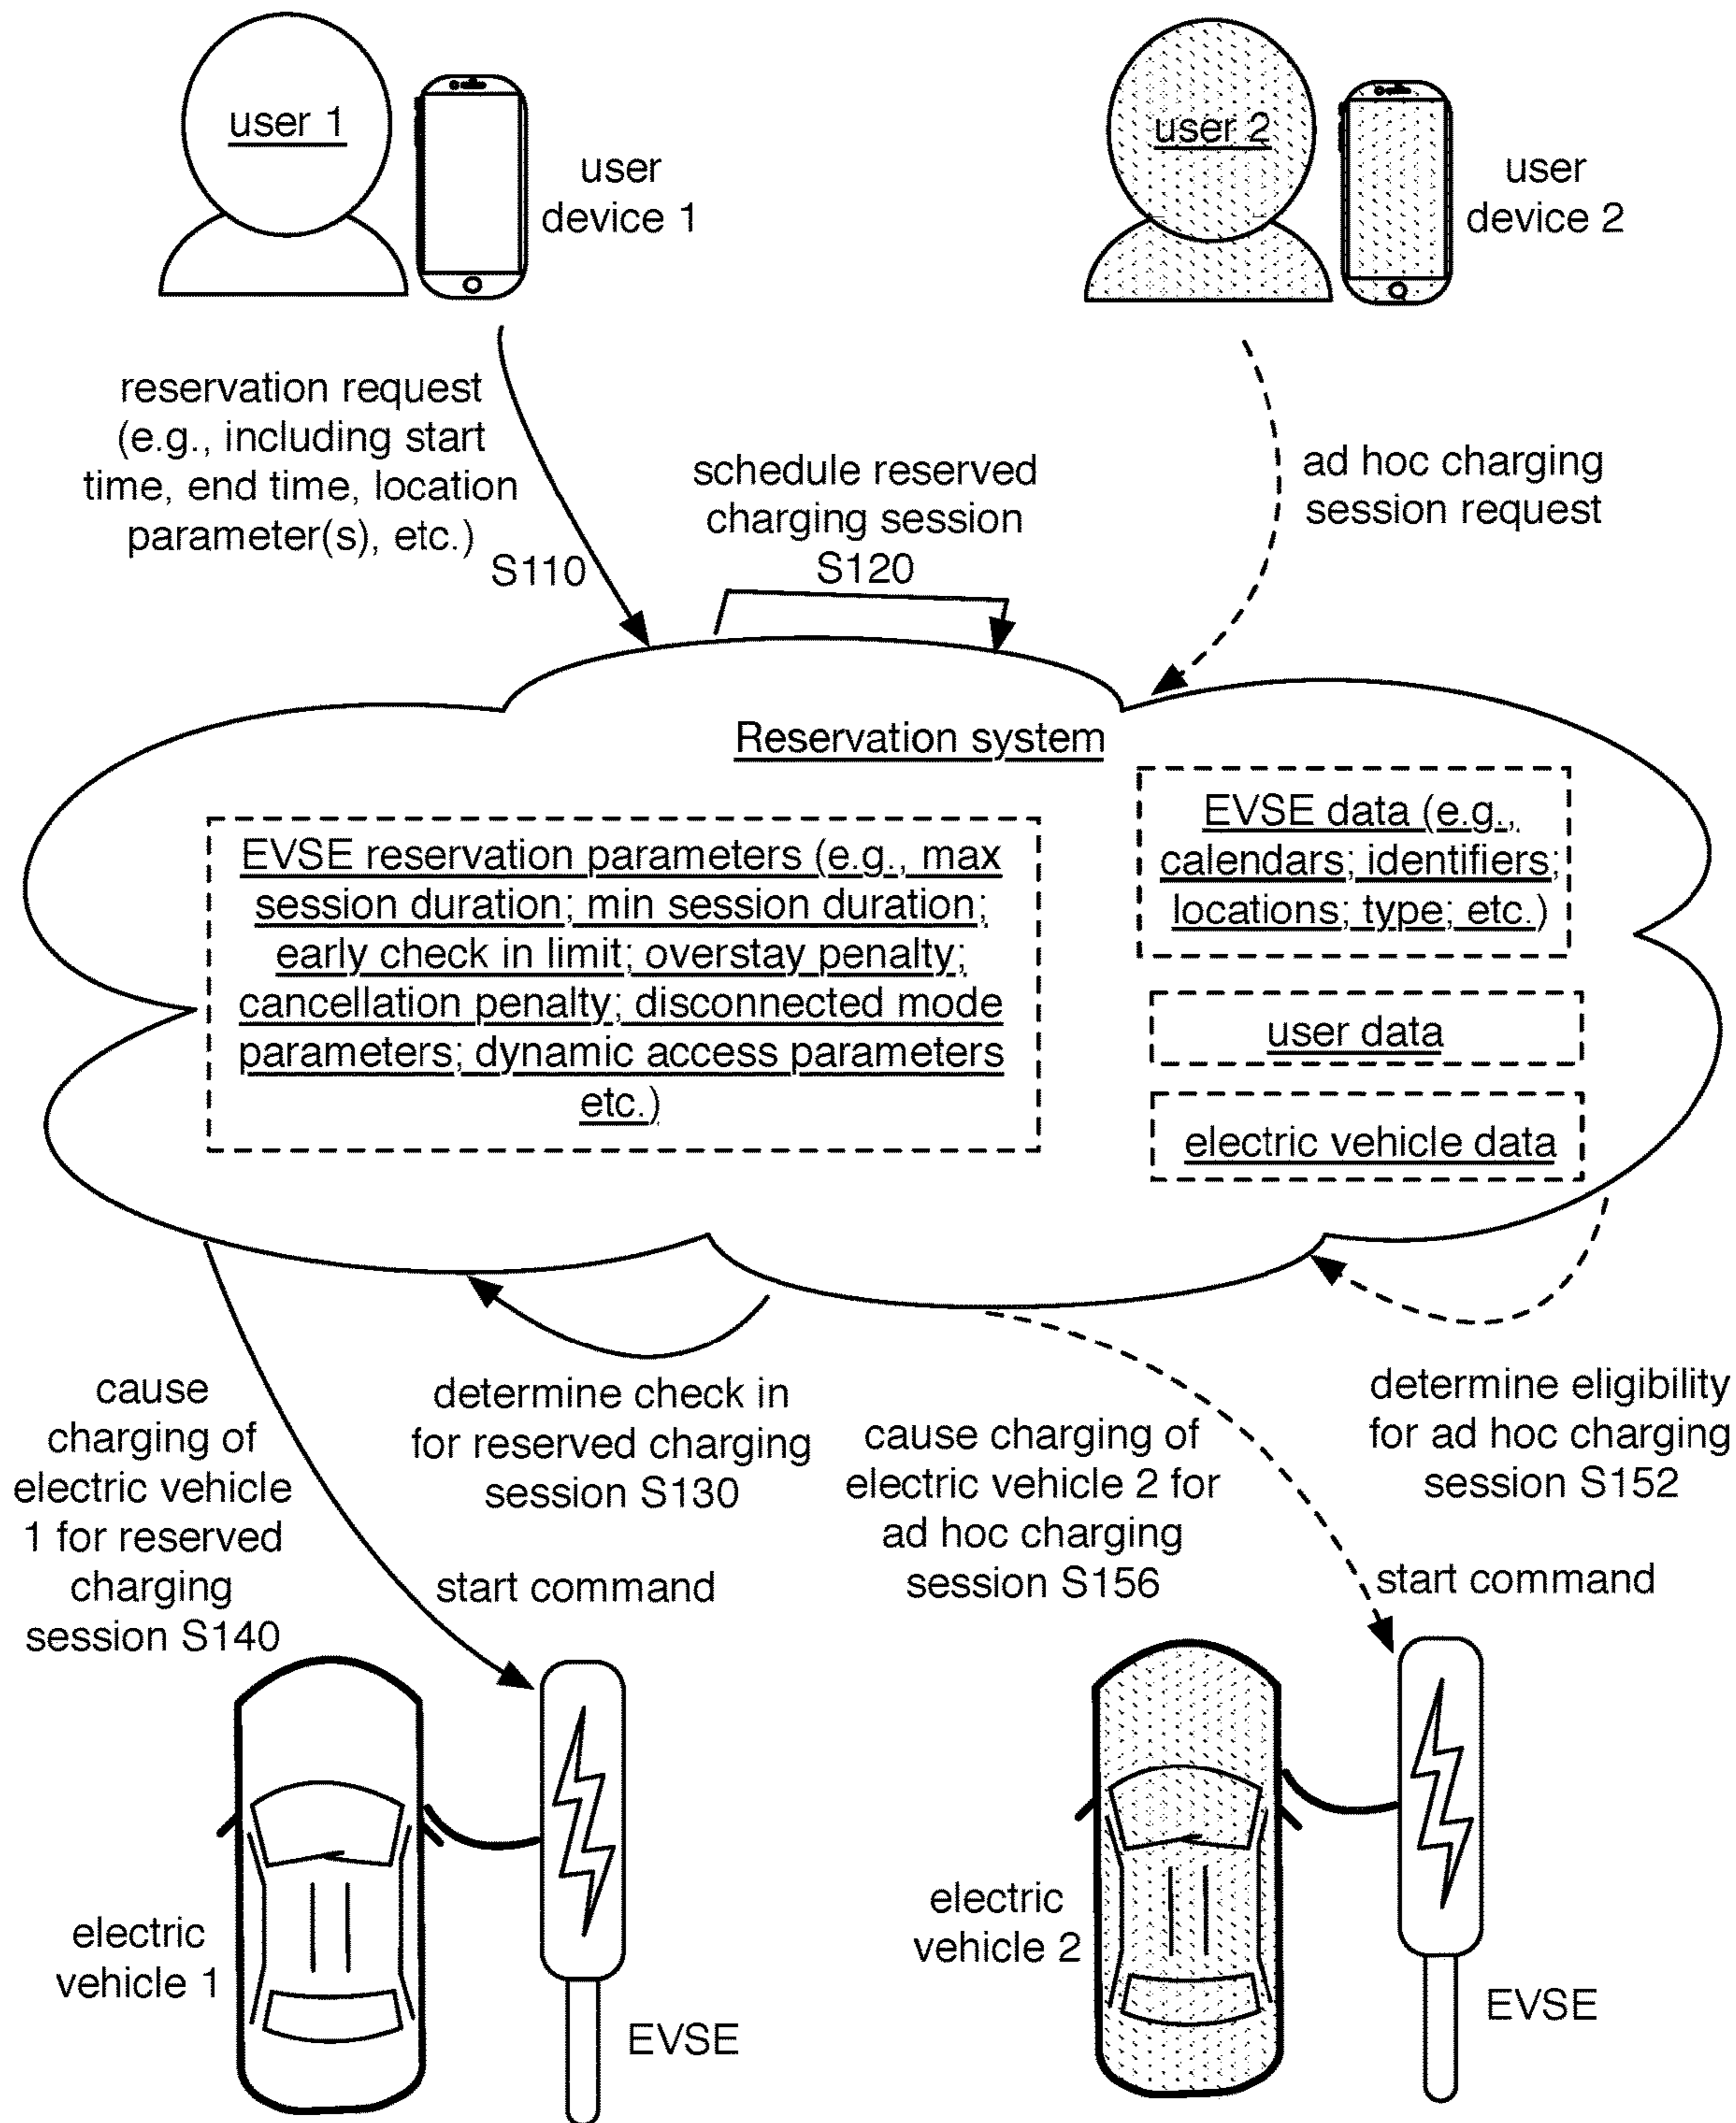 user 1
user
device 1
user 2
user
device 2
reservation request
(e.g., including start
time, end time, location
parameter(s), etc.)
S110
schedule reserved
charging session
S120
ad hoc charging
session request
Reservation system
EVSE reservation parameters (e.g., max
session duration; min session duration;
early check in limit; overstay penalty;
cancellation penalty; disconnected mode
parameters; dynamic access parameters
etc.)
EVSE data (e.g.,
calendars; identifiers;
locations; type; etc.)
user data
electric vehicle data
cause
charging of
electric vehicle
1 for reserved
charging
session S140
determine check in
for reserved charging
session S130
start command
cause charging of
electric vehicle 2 for
ad hoc charging
session S156
determine eligibility
for ad hoc charging
session S152
start command
electric
vehicle 1
EVSE
electric
vehicle 2
EVSE